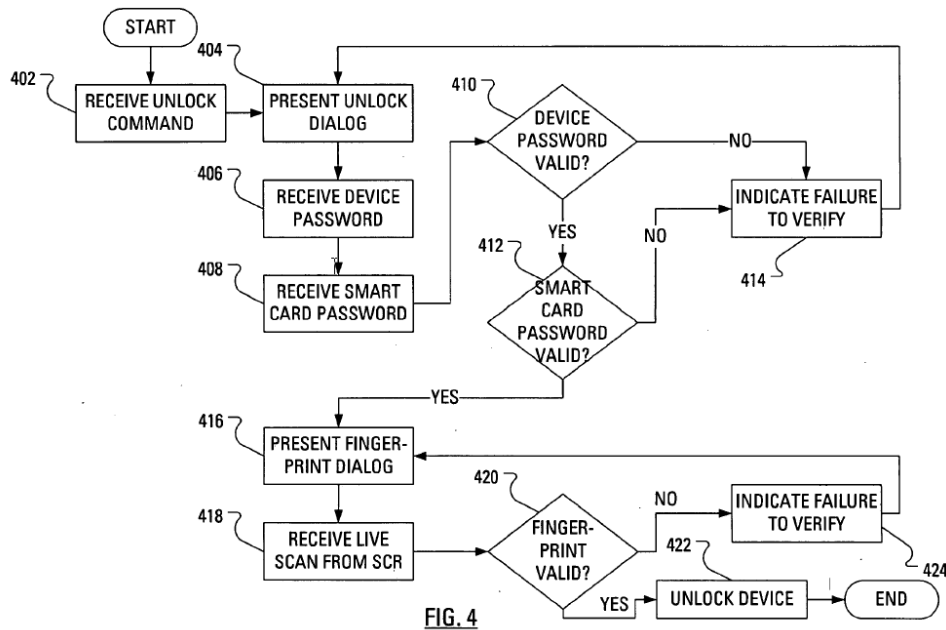 START
402
RECEIVE UNLOCK
COMMAND
404
PRESENT UNLOCK
DIALOG
406
RECEIVE DEVICE
PASSWORD
408
RECEIVE SMART
CARD PASSWORD
410
DEVICE
PASSWORD
VALID?
NO
YES
412
SMART
CARD
PASSWORD
VALID?
NO
INDICATE FAILURE
TO VERIFY
414
YES
416
PRESENT FINGER-
PRINT DIALOG
418
RECEIVE LIVE
SCAN FROM SCR
420
FINGER-
PRINT
VALID?
NO
INDICATE FAILURE
TO VERIFY
424
YES
422
UNLOCK DEVICE
END
FIG. 4